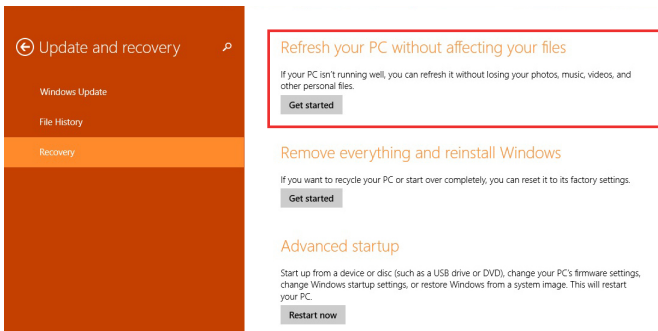 Update and recovery
Windows Update
File History
Recovery
Refresh your PC without affecting your files
If your PC isn't running well, you can refresh it without losing your photos, music, videos, and
other personal files.
Get started
Remove everything and reinstall Windows
If you want to recycle your PC or start over completely, you can reset it to its factory settings.
Get started
Advanced startup
Start up from a device or disc (such as a USB drive or DVD), change your PC's firmware settings,
change Windows startup settings, or restore Windows from a system image. This will restart
your PC.
Restart now